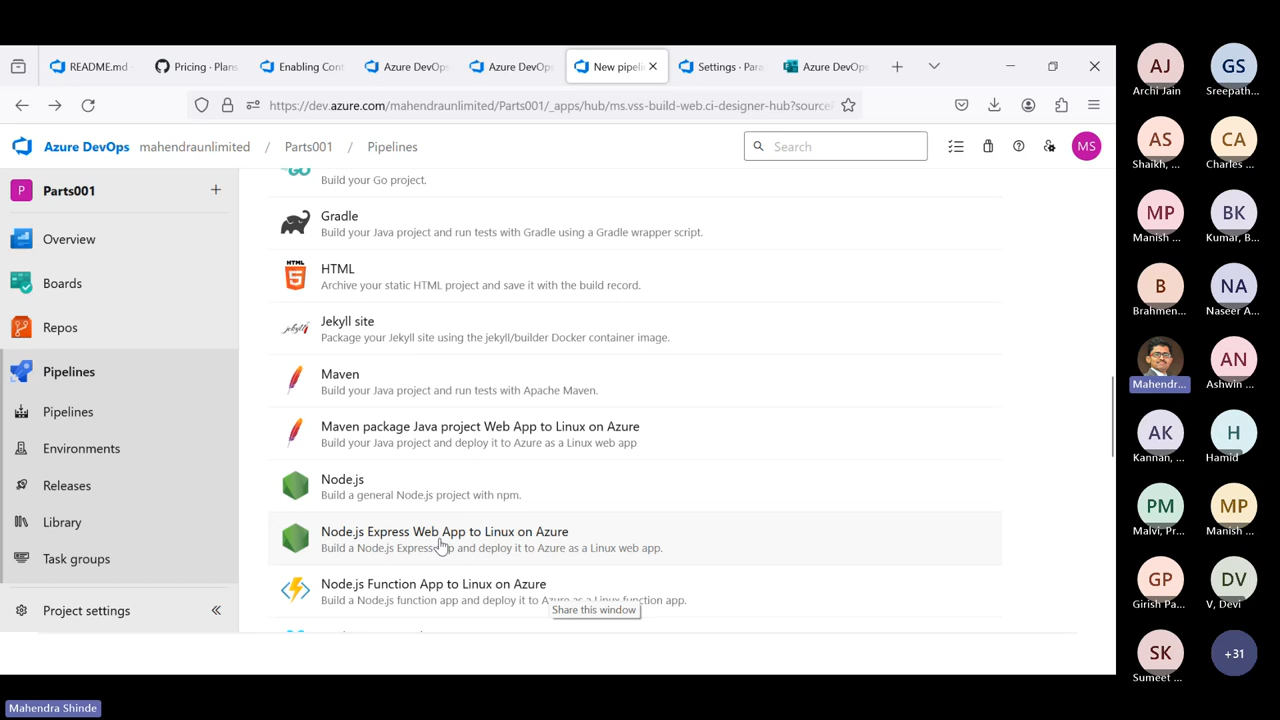 README.md
Pricing · Plans
Enabling Cont
Azure DevOps
Azure DevOps
New pipeli
Settings · Para
Azure DevOps
https://dev.azure.com/mahendraunlimited/Parts001/_apps/hub/ms.vss-build-web.ci-designer-hub?source
Azure DevOps
mahendraunlimited
/
Parts001
/
Pipelines
Search
MS
P
Parts001
Overview
Boards
Repos
Pipelines
Pipelines
Environments
Releases
Library
Task groups
Project settings
GO
Build your Go project.
Gradle
Build your Java project and run tests with Gradle using a Gradle wrapper script.
HTML
Archive your static HTML project and save it with the build record.
jekyll
Jekyll site
Package your Jekyll site using the jekyll/builder Docker container image.
Maven
Build your Java project and run tests with Apache Maven.
Maven package Java project Web App to Linux on Azure
Build your Java project and deploy it to Azure as a Linux web app
Node.js
Build a general Node.js project with npm.
Node.js Express Web App to Linux on Azure
Build a Node.js Express and deploy it to Azure as a Linux web app.
Node.js Function App to Linux on Azure
Build a Node.js function app and deploy it to Azure as a Linux function app.
Share this window
AJ
Archi Jain
GS
Sreepath...
AS
Shaikh, ...
CA
Charles ...
MP
Manish ...
BK
Kumar, B...
B
Brahmen...
NA
Naseer A...
Mahendr...
AN
Ashwin ...
AK
Kannan, ...
H
Hamid
PM
Malvi, Pr...
MP
Manish ...
GP
Girish Pa...
DV
V, Devi
SK
Sumeet ...
+31
Mahendra Shinde